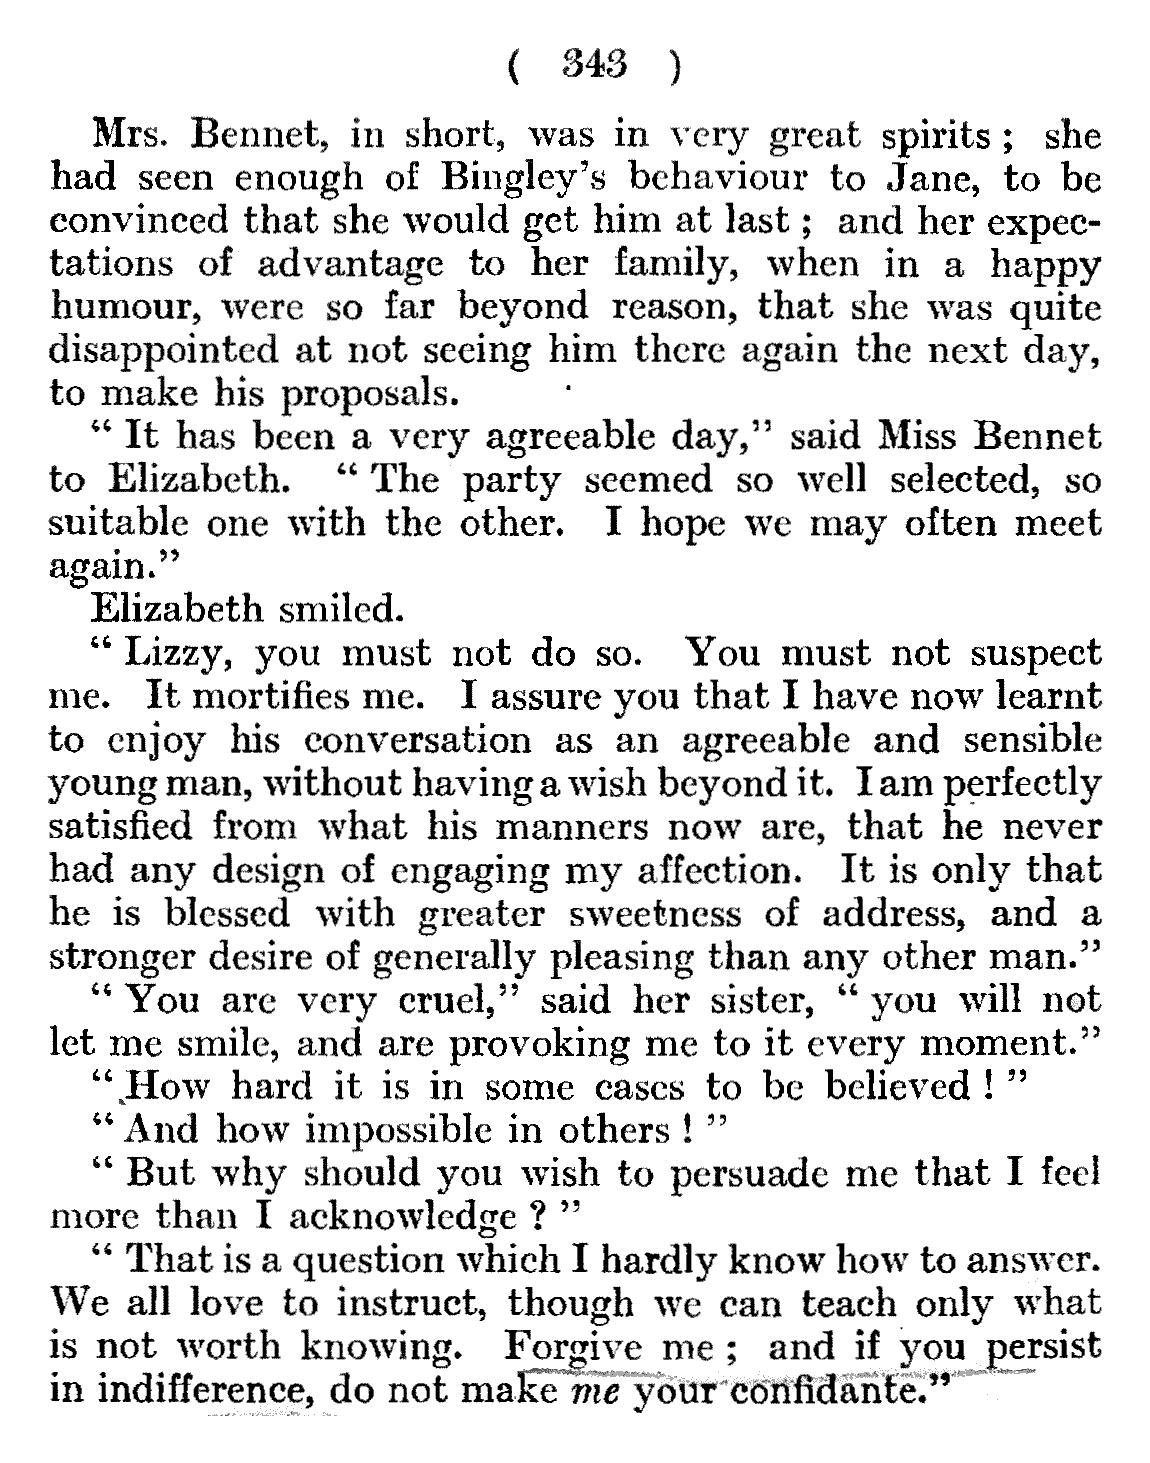 ( 343 )
Mrs. Bennet, in short, was in very great spirits ; she
had seen enough of Bingley's behaviour to Jane, to be
convinced that she would get him at last ; and her expec-
tations of advantage to her family, when in a happy
humour, were so far beyond reason, that she was quite
disappointed at not seeing him there again the next day,
to make his proposals.
“ It has been a very agreeable day,” said Miss Bennet
to Elizabeth. “ The party seemed so well selected, so
suitable one with the other. I hope we may often meet
again.”
Elizabeth smiled.
“ Lizzy, you must not do so. You must not suspect
me. It mortifies me. I assure you that I have now learnt
to enjoy his conversation as an agreeable and sensible
young man, without having a wish beyond it. I am perfectly
satisfied from what his manners now are, that he never
had any design of engaging my affection. It is only that
he is blessed with greater sweetness of address, and a
stronger desire of generally pleasing than any other man.”
“ You are very cruel,” said her sister, “ you will not
let me smile, and are provoking me to it every moment.”
“ How hard it is in some cases to be believed ! ”
“ And how impossible in others ! ”
“ But why should you wish to persuade me that I feel
more than I acknowledge ? ”
“ That is a question which I hardly know how to answer.
We all love to instruct, though we can teach only what
is not worth knowing. Forgive me ; and if you persist
in indifference, do not make me your confidante.”